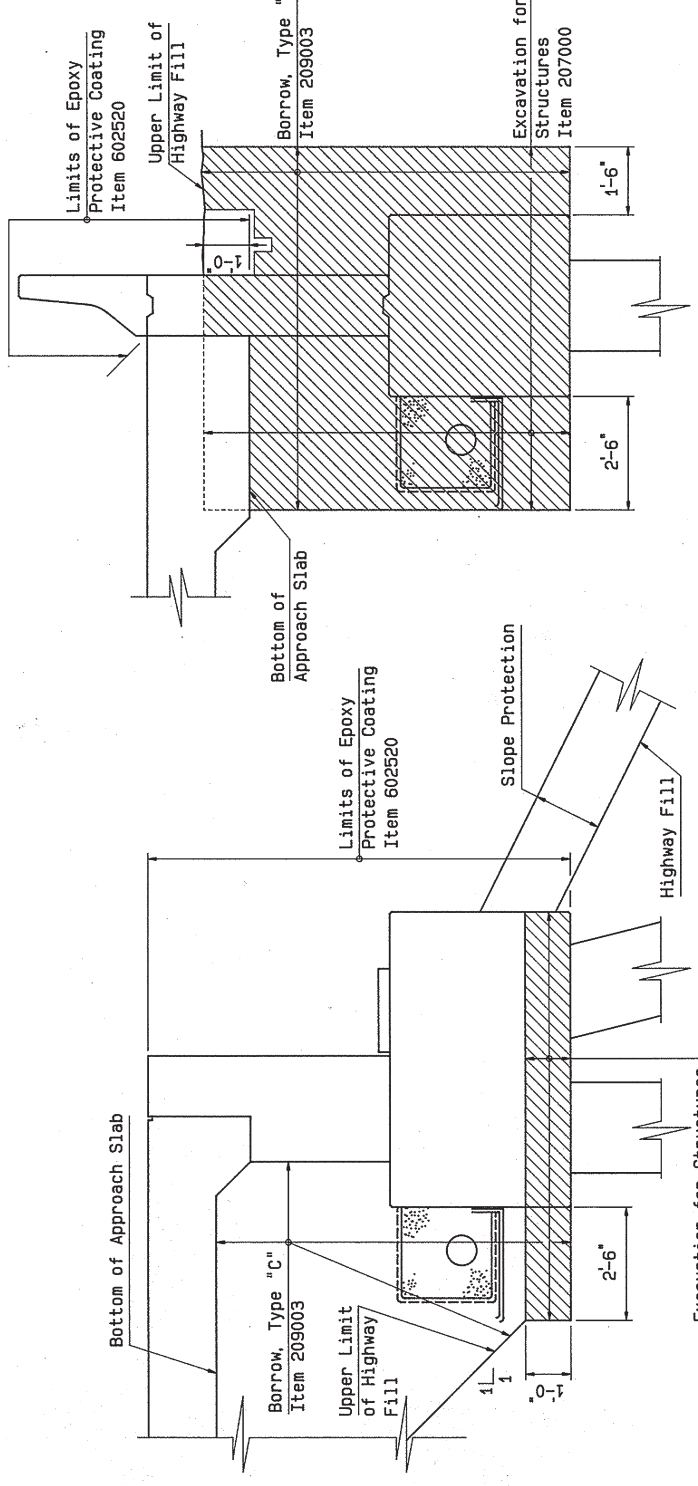 Limits of Epoxy
Protective Coating
Item 602520
Upper Limit of
Highway Fill
Borrow, Type "
Item 209003
Excavation for
Structures
Item 207000
1'-0"
1'-6"
2'-6"
Bottom of
Approach Slab
Limits of Epoxy
Protective Coating
Item 602520
Slope Protection
Highway Fill
Bottom of Approach Slab
Borrow, Type "C"
Item 209003
Upper Limit
of Highway
Fill
1
1
1'-0"
2'-6"
Excavation for Structures